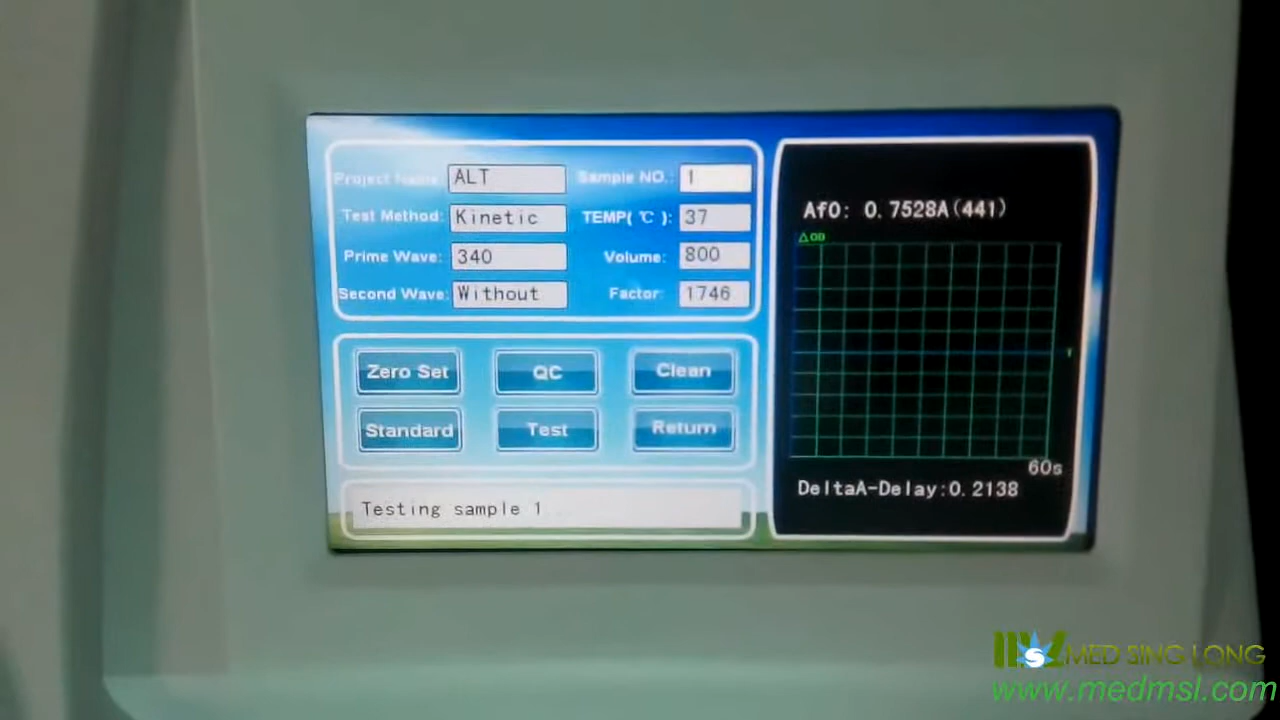 Project Name: ALT Sample NO.: 1
Test Method: Kinetic TEMP(℃): 37
Prime Wave: 340 Volume: 800
Second Wave: Without Factor: 1746
Zero Set QC Clean
Standard Test Return
Testing sample 1
Af0: 0.7528A(441)
△OD
T
60s
DeltaA-Delay:0.2138
MED SING LONG
www.medmsl.com